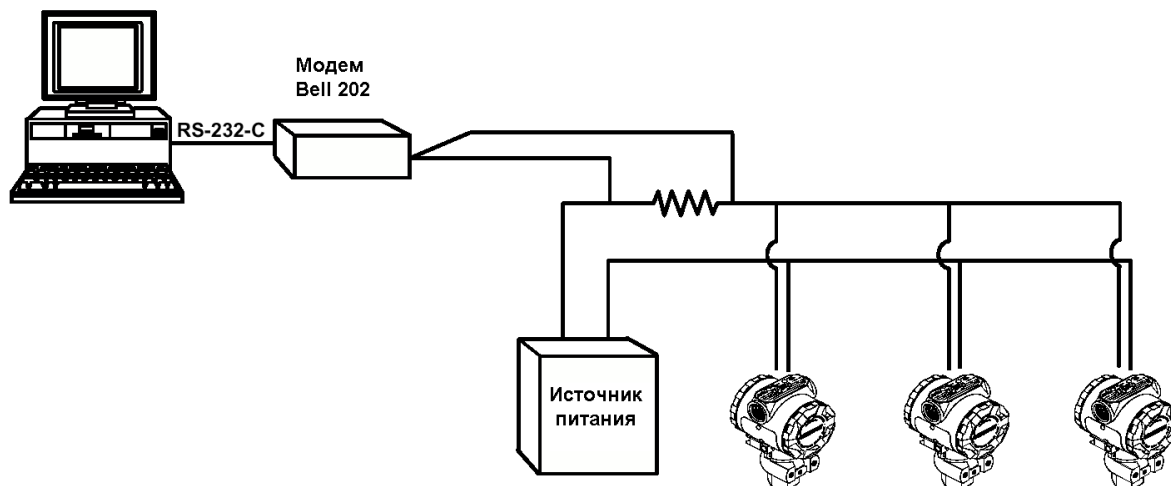 Модем
Bell 202
RS-232-C
Источник
питания